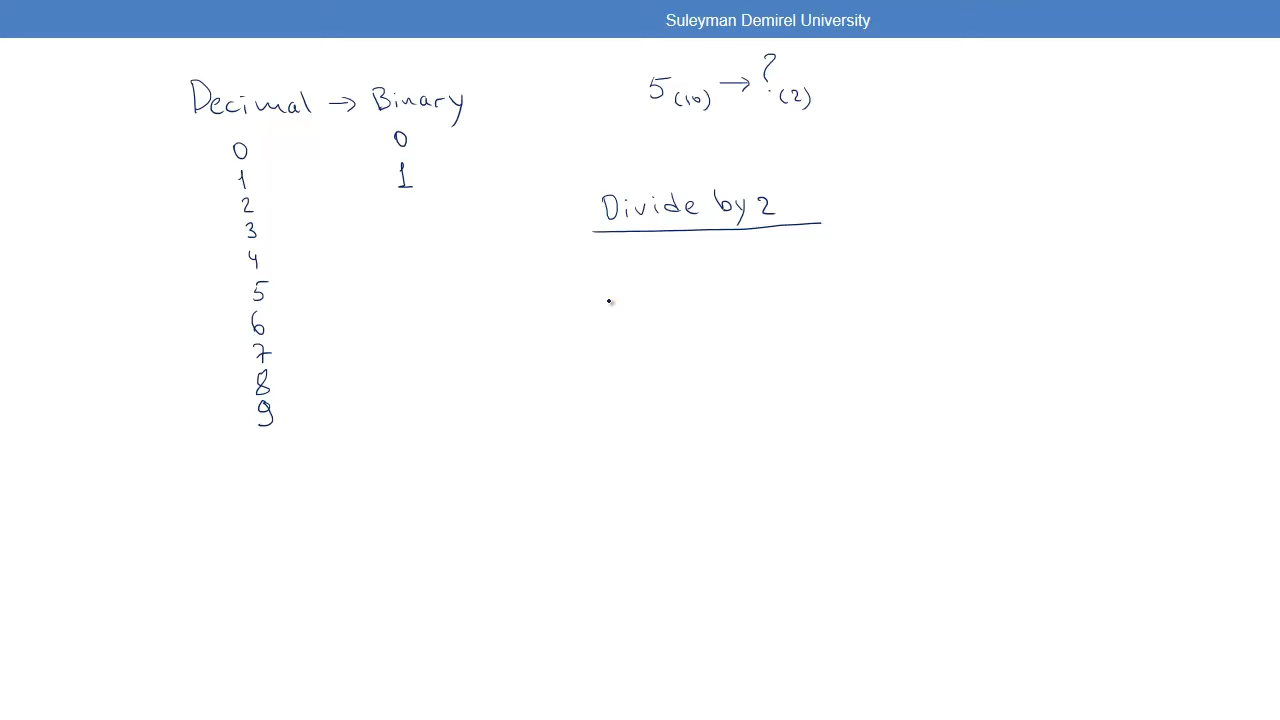 Suleyman Demirel University
Decimal → Binary
0 0
1 1
2
3
4
5
6
7
8
9
5 (10) → ? (2)
Divide by 2